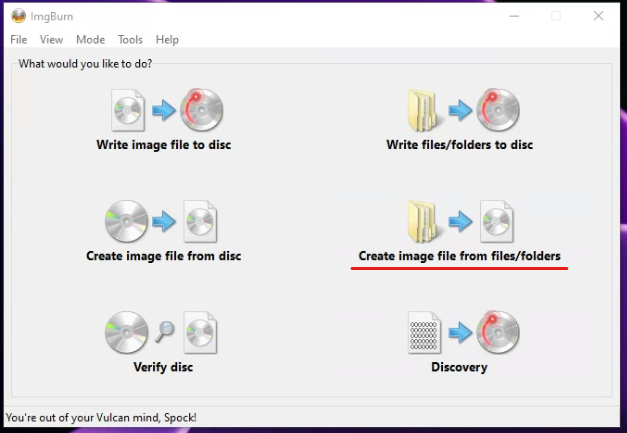 ImgBurn
File View Mode Tools Help
What would you like to do?
Write image file to disc
Write files/folders to disc
Create image file from disc
Create image file from files/folders
Verify disc
Discovery
You're out of your Vulcan mind, Spock!